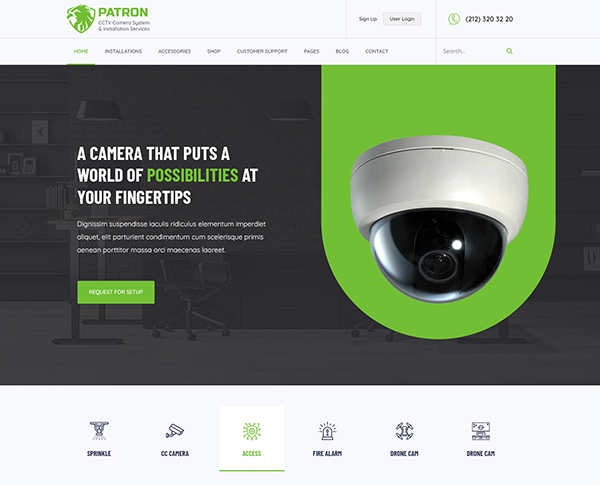 PATRON
CCTV Camera System
& Installation Services
Sign Up
User Login
(212) 320 32 20
HOME
INSTALLATIONS
ACCESSORIES
SHOP
CUSTOMER SUPPORT
PAGES
BLOG
CONTACT
Search...
A CAMERA THAT PUTS A
WORLD OF POSSIBILITIES AT
YOUR FINGERTIPS
Dignissim suspendisse iaculis ridiculus elementum imperdiet
aliquet, elit parturient condimentum cum scelerisque primis
aenean porttitor massa orci maecenas laoreet.
REQUEST FOR SETUP
SPRINKLE
CC CAMERA
ACCESS
FIRE ALARM
DRONE CAM
DRONE CAM